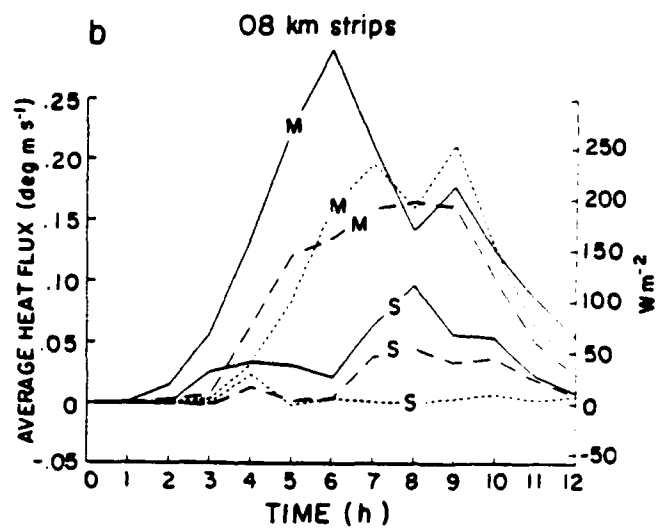 b
08 km strips
AVERAGE HEAT FLUX (deg m s⁻¹)
.25
.20
.15
.10
.05
0
-.05
M
M
M
S
S
S
250
200
150
100
50
0
-50
Wm⁻²
0 1 2 3 4 5 6 7 8 9 10 11 12
TIME (h)